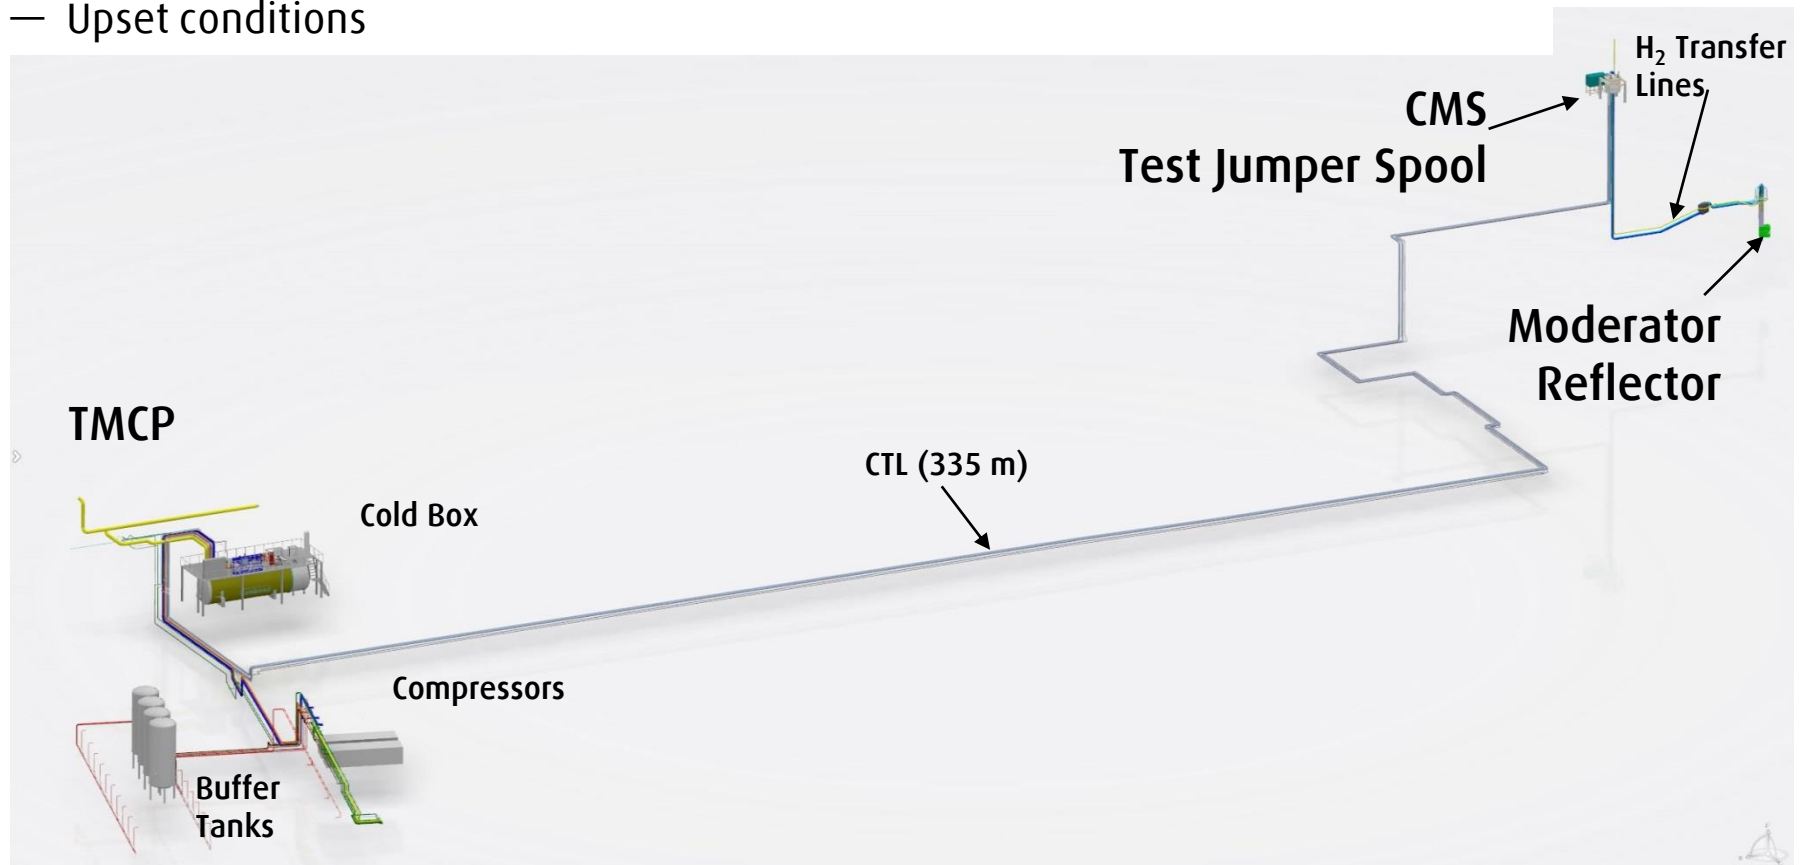 — Upset conditions
H₂ Transfer
Lines
CMS
Test Jumper Spool
Moderator
Reflector
TMCP
CTL (335 m)
Cold Box
Compressors
Buffer
Tanks